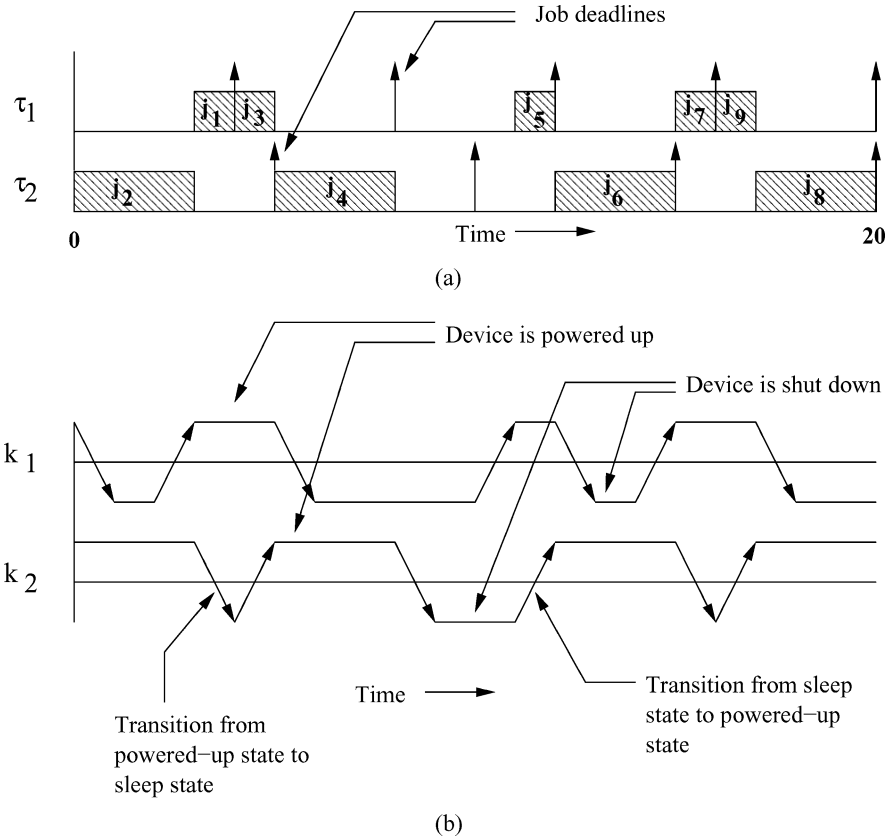 Job deadlines
τ1
j1 j3 j5 j7 j9
τ2
j2 j4 j6 j8
0
Time
20
(a)
Device is powered up
Device is shut down
k1
k2
Time
Transition from
powered−up state to
sleep state
Transition from sleep
state to powered−up
state
(b)